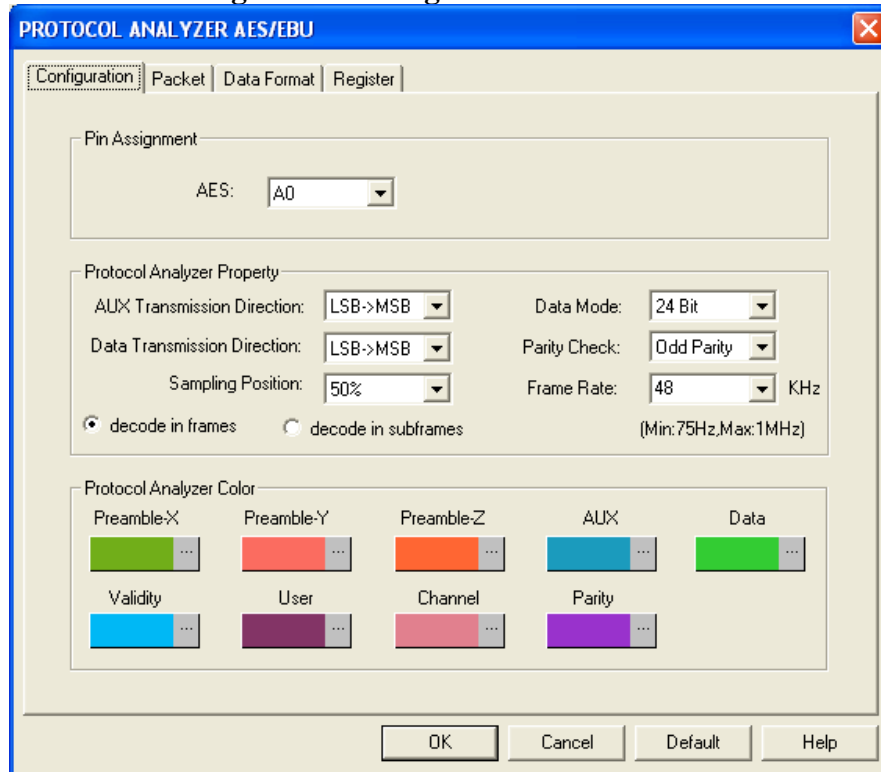 PROTOCOL ANALYZER AES/EBU
Configuration Packet Data Format Register
Pin Assignment
AES: A0
Protocol Analyzer Property
AUX Transmission Direction: LSB->MSB Data Mode: 24 Bit
Data Transmission Direction: LSB->MSB Parity Check: Odd Parity
Sampling Position: 50% Frame Rate: 48 KHz
decode in frames decode in subframes (Min:75Hz,Max:1MHz)
Protocol Analyzer Color
Preamble-X Preamble-Y Preamble-Z AUX Data
... ... ... ... ...
Validity User Channel Parity
... ... ... ...
OK Cancel Default Help